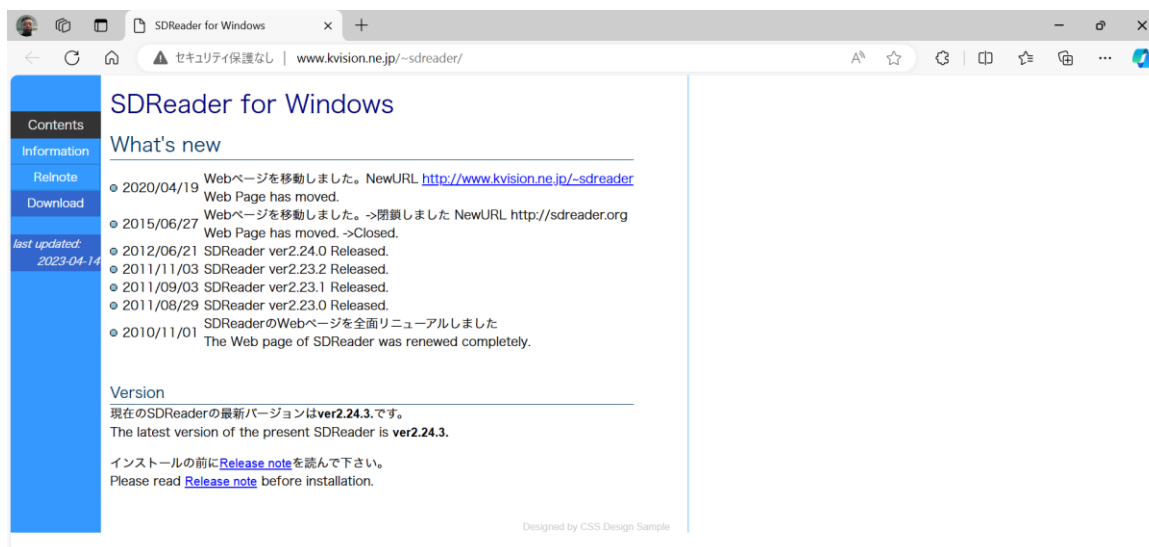 SDReader for Windows
セキュリティ保護なし | www.kvision.ne.jp/~sdreader/
Contents
Information
Relnote
Download
last updated:
2023-04-14
SDReader for Windows
What's new
2020/04/19 Webページを移動しました。NewURL http://www.kvision.ne.jp/~sdreader
Web Page has moved.
2015/06/27 Webページを移動しました。->閉鎖しました NewURL http://sdreader.org
Web Page has moved. ->Closed.
2012/06/21 SDReader ver2.24.0 Released.
2011/11/03 SDReader ver2.23.2 Released.
2011/09/03 SDReader ver2.23.1 Released.
2011/08/29 SDReader ver2.23.0 Released.
2010/11/01 SDReaderのWebページを全面リニューアルしました
The Web page of SDReader was renewed completely.
Version
現在のSDReaderの最新バージョンはver2.24.3.です。
The latest version of the present SDReader is ver2.24.3.
インストールの前にRelease noteを読んで下さい。
Please read Release note before installation.
Designed by CSS Design Sample